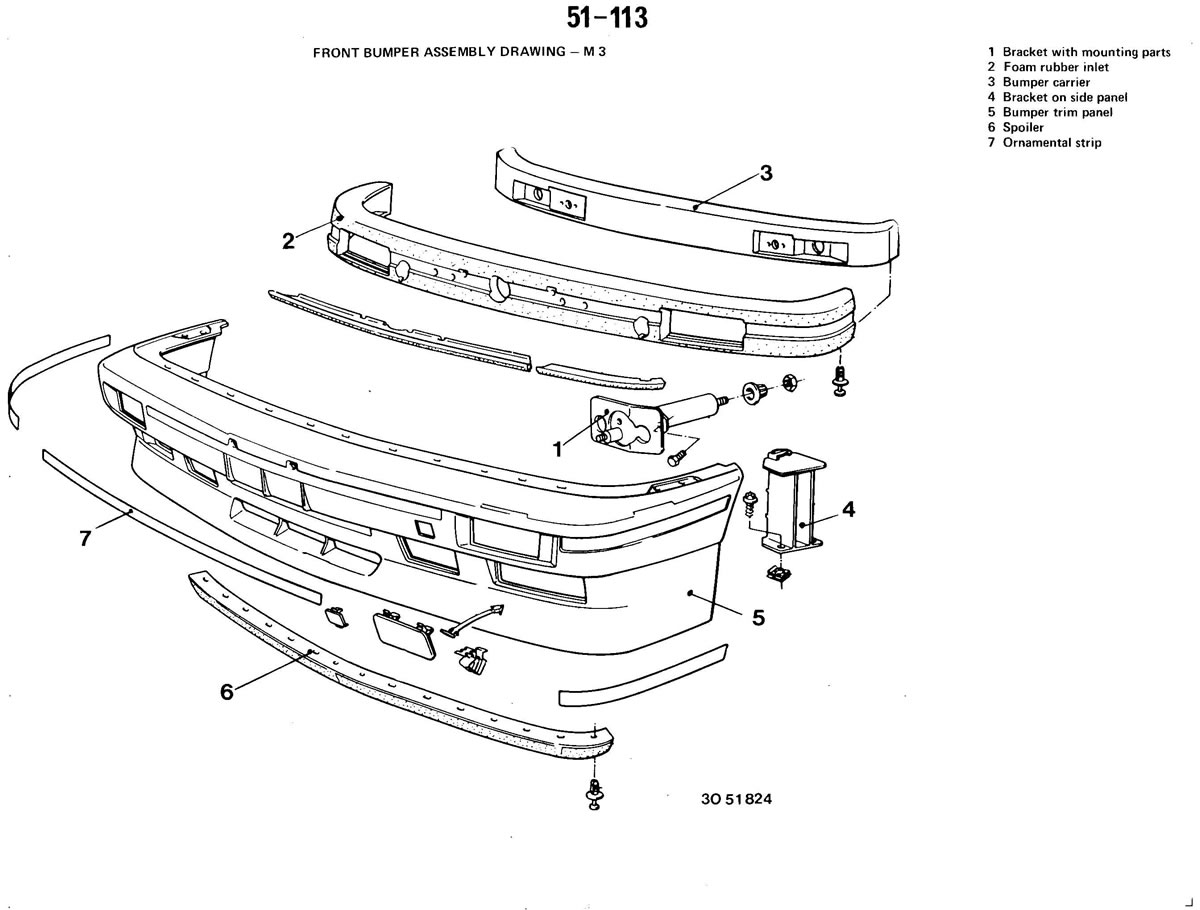 51-113
FRONT BUMPER ASSEMBLY DRAWING – M 3
1 Bracket with mounting parts
2 Foam rubber inlet
3 Bumper carrier
4 Bracket on side panel
5 Bumper trim panel
6 Spoiler
7 Ornamental strip
3
2
1
4
7
5
6
30 51 824